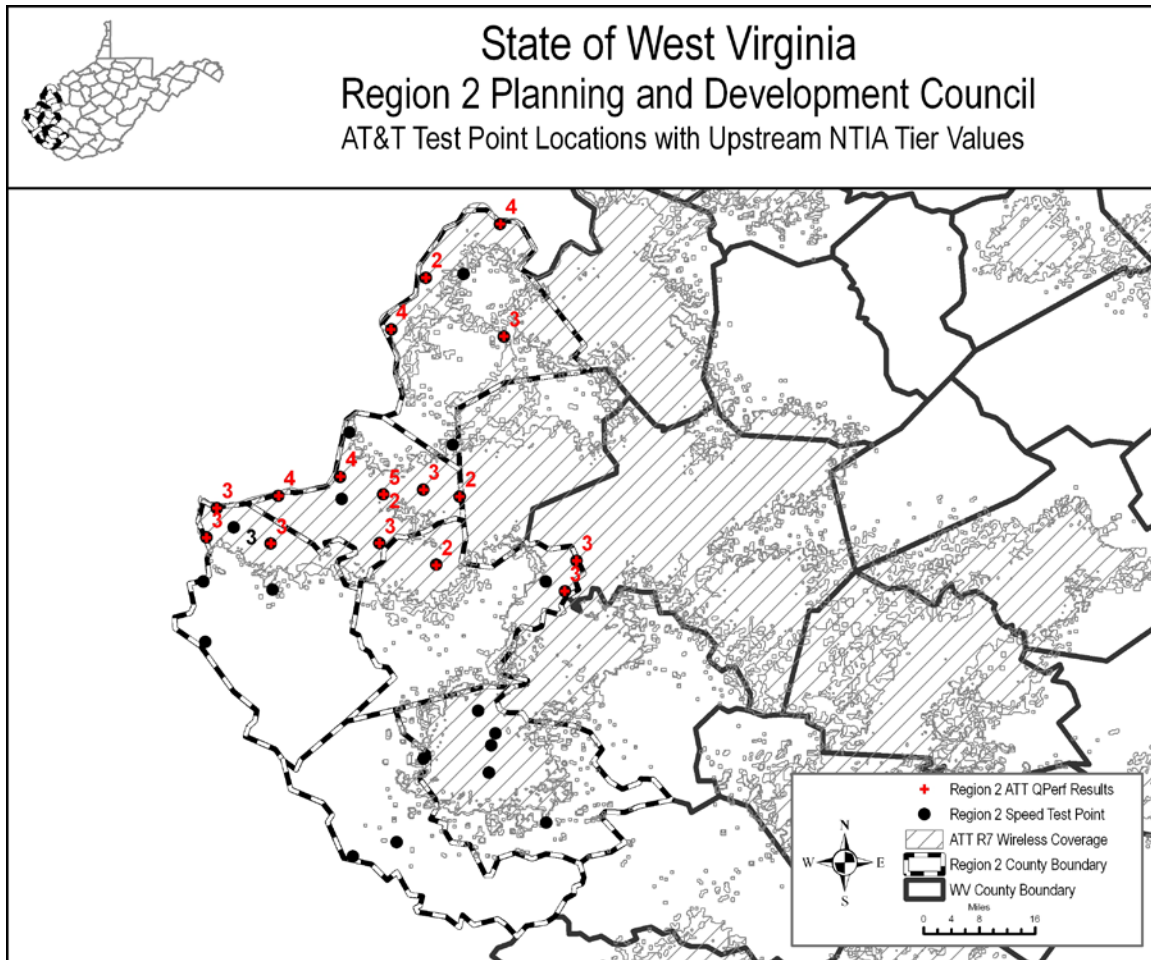 State of West Virginia
Region 2 Planning and Development Council
AT&T Test Point Locations with Upstream NTIA Tier Values
4
2
4
3
4
5
3
4
2
2
3
3
3
3
3
2
3
3
Region 2 ATT QPerf Results
Region 2 Speed Test Point
ATT R7 Wireless Coverage
Region 2 County Boundary
WV County Boundary
N
W
E
S
Miles
0 4 8 16